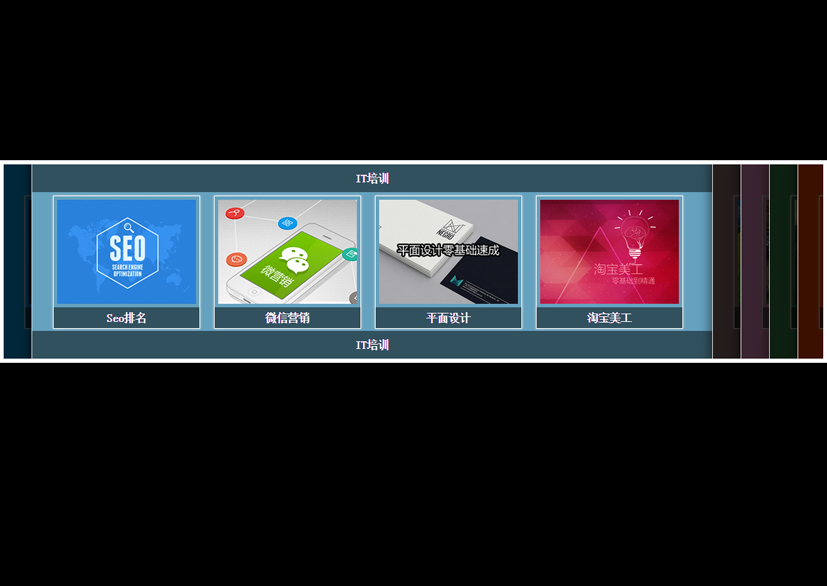 IT培训
SEO
SEARCH ENGINE
OPTIMIZATION
微营销
平面设计零基础速成
淘宝美工
零基础到精通
Seo排名
微信营销
平面设计
淘宝美工
IT培训